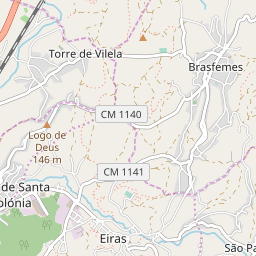 Torre de Vilela
Brasfemes
CM 1140
Logo de
Deus
146 m
CM 1141
de Santa
olónia
Eiras
São Pa